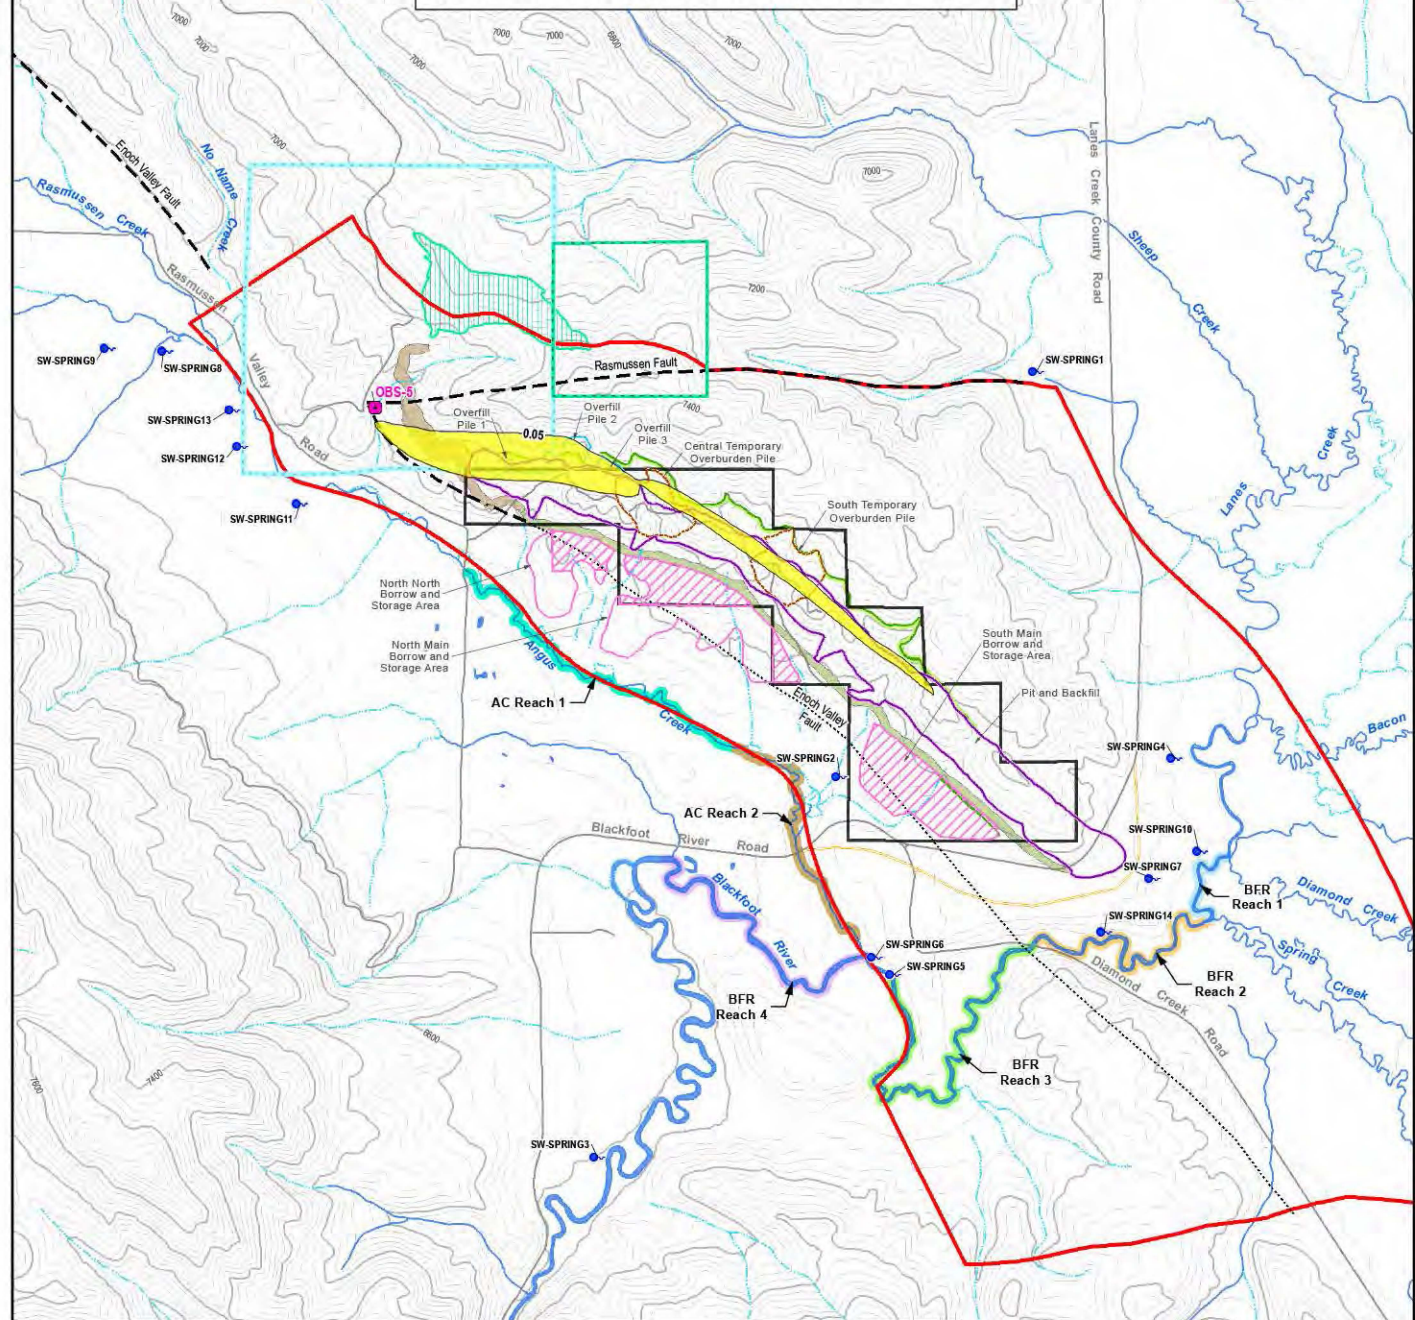 7000
7000
7000
7000
6800
7000
7000
7000
7000
Enoch Valley Fault
No Name Creek
Rasmussen Creek
Lanes Creek County Road
Sheep Creek
Rasmussen Valley Road
7200
SW-SPRING9
SW-SPRING8
SW-SPRING1
Rasmussen Fault
OBS-5
SW-SPRING13
Overfill
Pile 1
Overfill
Pile 2
7400
0.05
Overfill
Pile 3
Central Temporary
Overburden Pile
SW-SPRING12
Lanes Creek
SW-SPRING11
South Temporary
Overburden Pile
North North
Borrow and
Storage Area
North Main
Borrow and
Storage Area
Angus Creek
South Main
Borrow and
Storage Area
AC Reach 1
Pit and Backfill
Enoch Valley
Fault
Bacon
SW-SPRING2
SW-SPRING4
AC Reach 2
Blackfoot River Road
SW-SPRING10
SW-SPRING7
BFR
Reach 1
Diamond Creek
Blackfoot River
SW-SPRING14
SW-SPRING6
SW-SPRING5
Spring Creek
BFR
Reach 2
Diamond Creek Road
BFR
Reach 4
6600
BFR
Reach 3
7600
7400
SW-SPRING3